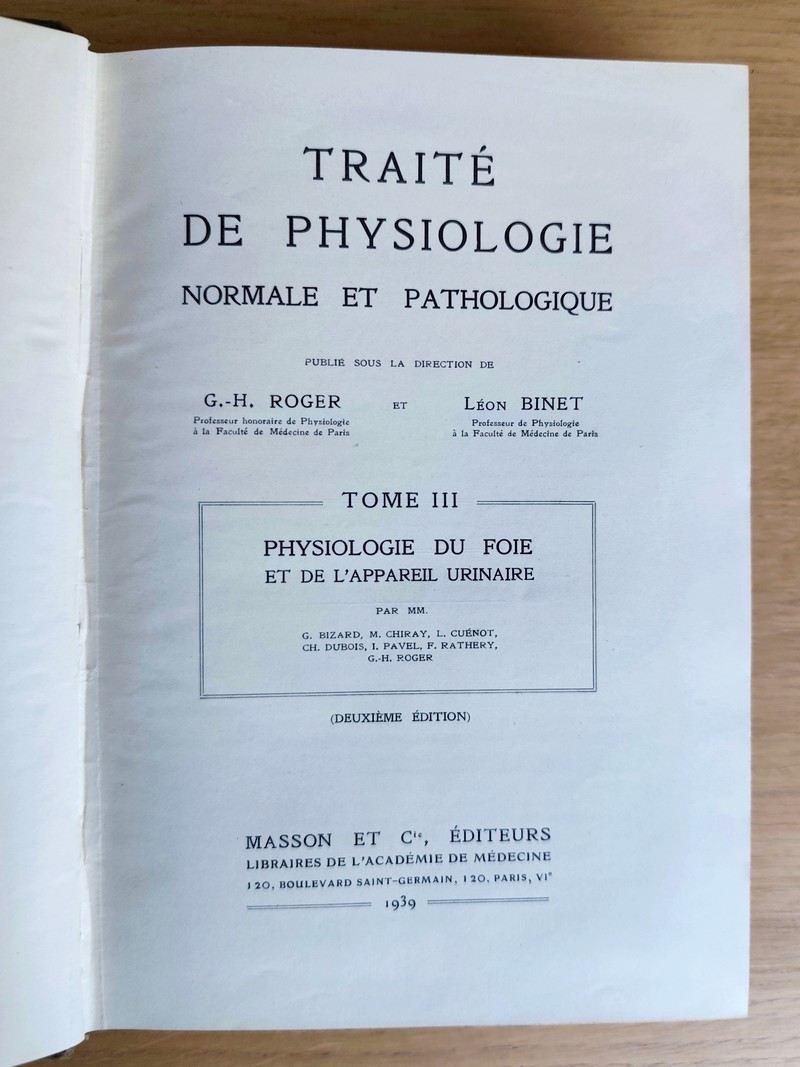 TRAITÉ
DE PHYSIOLOGIE
NORMALE ET PATHOLOGIQUE
PUBLIÉ SOUS LA DIRECTION DE
G.-H. ROGER ET LÉON BINET
Professeur honoraire de Physiologie
à la Faculté de Médecine de Paris
Professeur de Physiologie
à la Faculté de Médecine de Paris
TOME III
PHYSIOLOGIE DU FOIE
ET DE L'APPAREIL URINAIRE
PAR MM.
G. BIZARD, M. CHIRAY, L. CUÉNOT,
CH. DUBOIS, I. PAVEL, F. RATHERY,
G.-H. ROGER
(DEUXIÈME ÉDITION)
MASSON ET Cie, ÉDITEURS
LIBRAIRES DE L'ACADÉMIE DE MÉDECINE
120, BOULEVARD SAINT-GERMAIN, 120, PARIS, VIe
1939